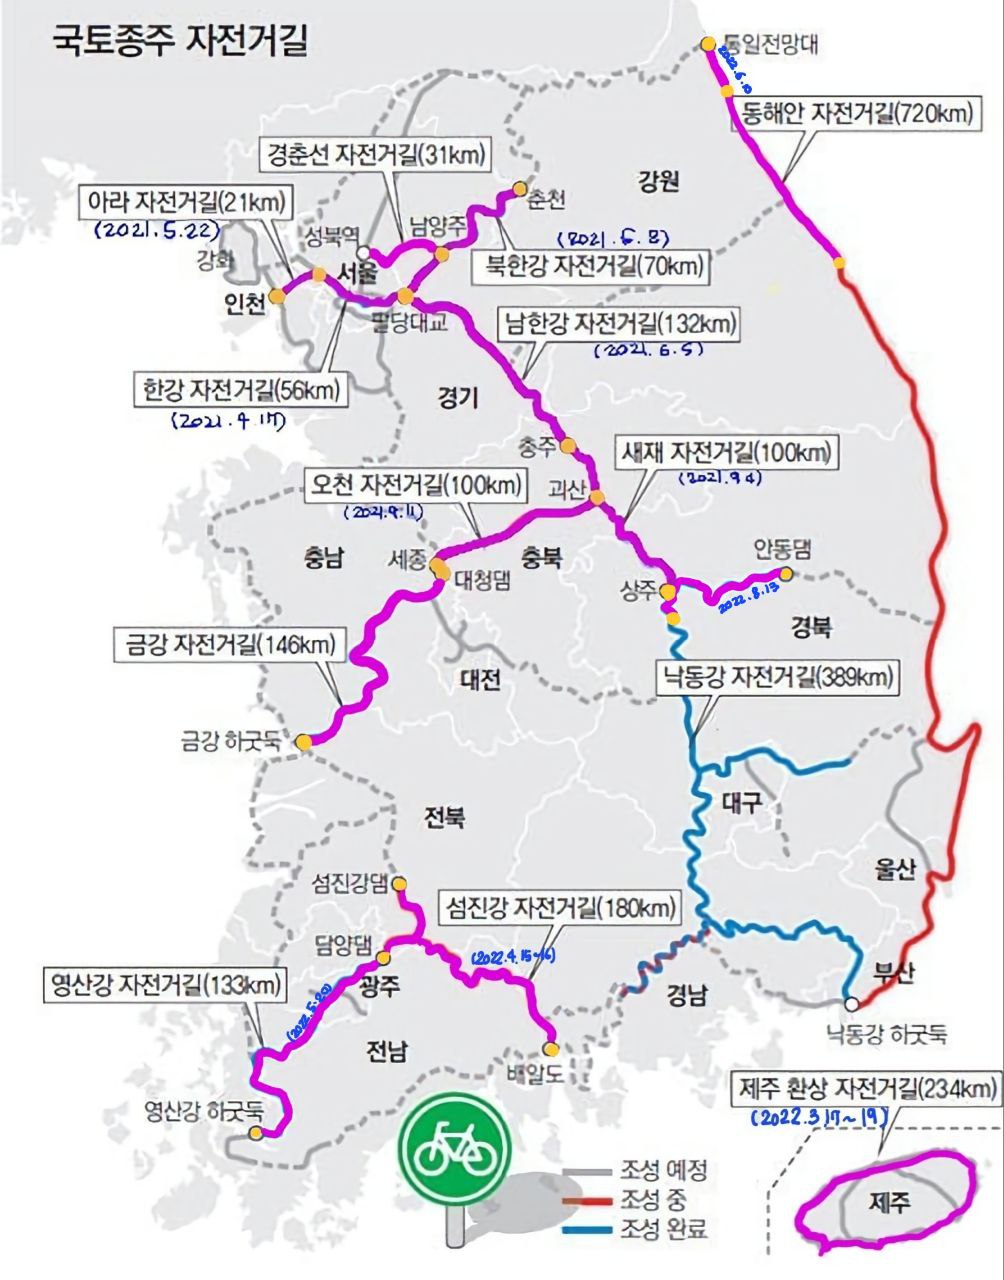 국토종주 자전거길
통일전망대
2022.6.10
동해안 자전거길(720km)
경춘선 자전거길(31km)
강원
춘천
아라 자전거길(21km)
(2021.5.22)
성북역
남양주
강화
서울
인천
팔당대교
북한강 자전거길(70km)
남한강 자전거길(132km)
(2021.6.5)
한강 자전거길(56km)
경기
충주
새재 자전거길(100km)
(2021.9.4)
오천 자전거길(100km)
(2021.9.11)
괴산
충남
세종
대청댐
충북
안동댐
상주
2022.8.13
경북
금강 자전거길(146km)
대전
낙동강 자전거길(389km)
금강 하굿둑
대구
전북
울산
섬진강댐
섬진강 자전거길(180km)
(2022.4.15~16)
담양댐
영산강 자전거길(133km)
광주
경남
부산
낙동강 하굿둑
전남
배알도
영산강 하굿둑
제주 환상 자전거길(234km)
(2022.3.17~19)
제주
조성 예정
조성 중
조성 완료